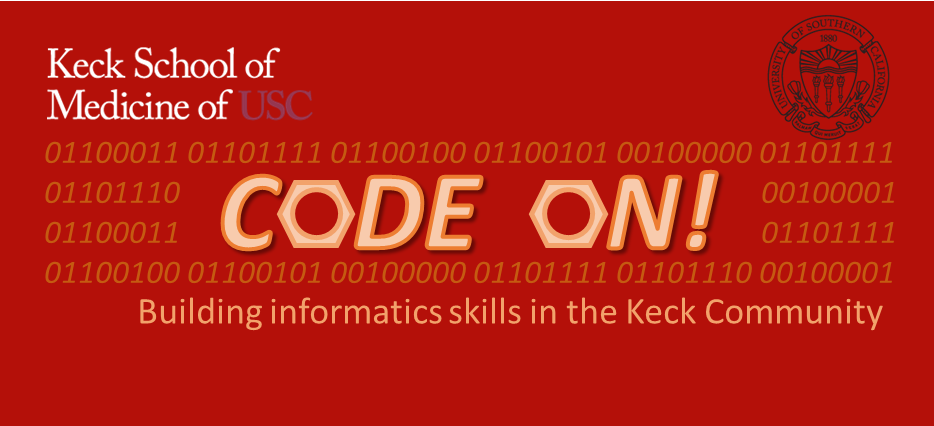 Keck School of
Medicine of USC
UNIVERSITY OF SOUTHERN CALIFORNIA
1880
01100011 01101111 01100100 01100101 00100000 01101111
01101110 CODE ON! 00100001
01100011 01101111
01100100 01100101 00100000 01101111 01101110 00100001
Building informatics skills in the Keck Community